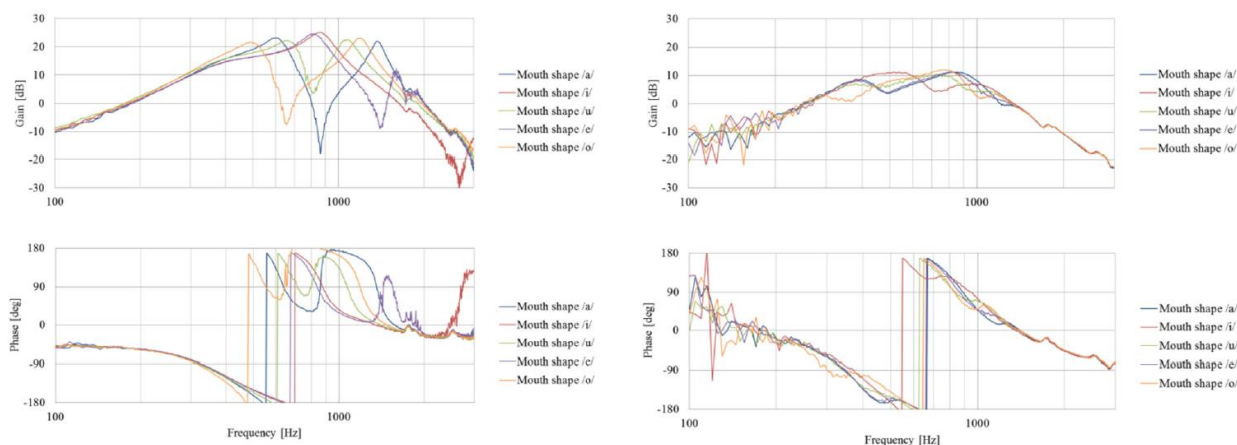 30
20
10
0
-10
-20
-30
Gain [dB]
100
1000
Mouth shape /a/
Mouth shape /i/
Mouth shape /u/
Mouth shape /e/
Mouth shape /o/
180
90
0
-90
-180
Phase [deg]
100
1000
Frequency [Hz]
Mouth shape /a/
Mouth shape /i/
Mouth shape /u/
Mouth shape /e/
Mouth shape /o/
30
20
10
0
-10
-20
-30
Gain [dB]
100
1000
Mouth shape /a/
Mouth shape /i/
Mouth shape /u/
Mouth shape /e/
Mouth shape /o/
180
90
0
-90
-180
Phase [deg]
100
1000
Frequency [Hz]
Mouth shape /a/
Mouth shape /i/
Mouth shape /u/
Mouth shape /e/
Mouth shape /o/